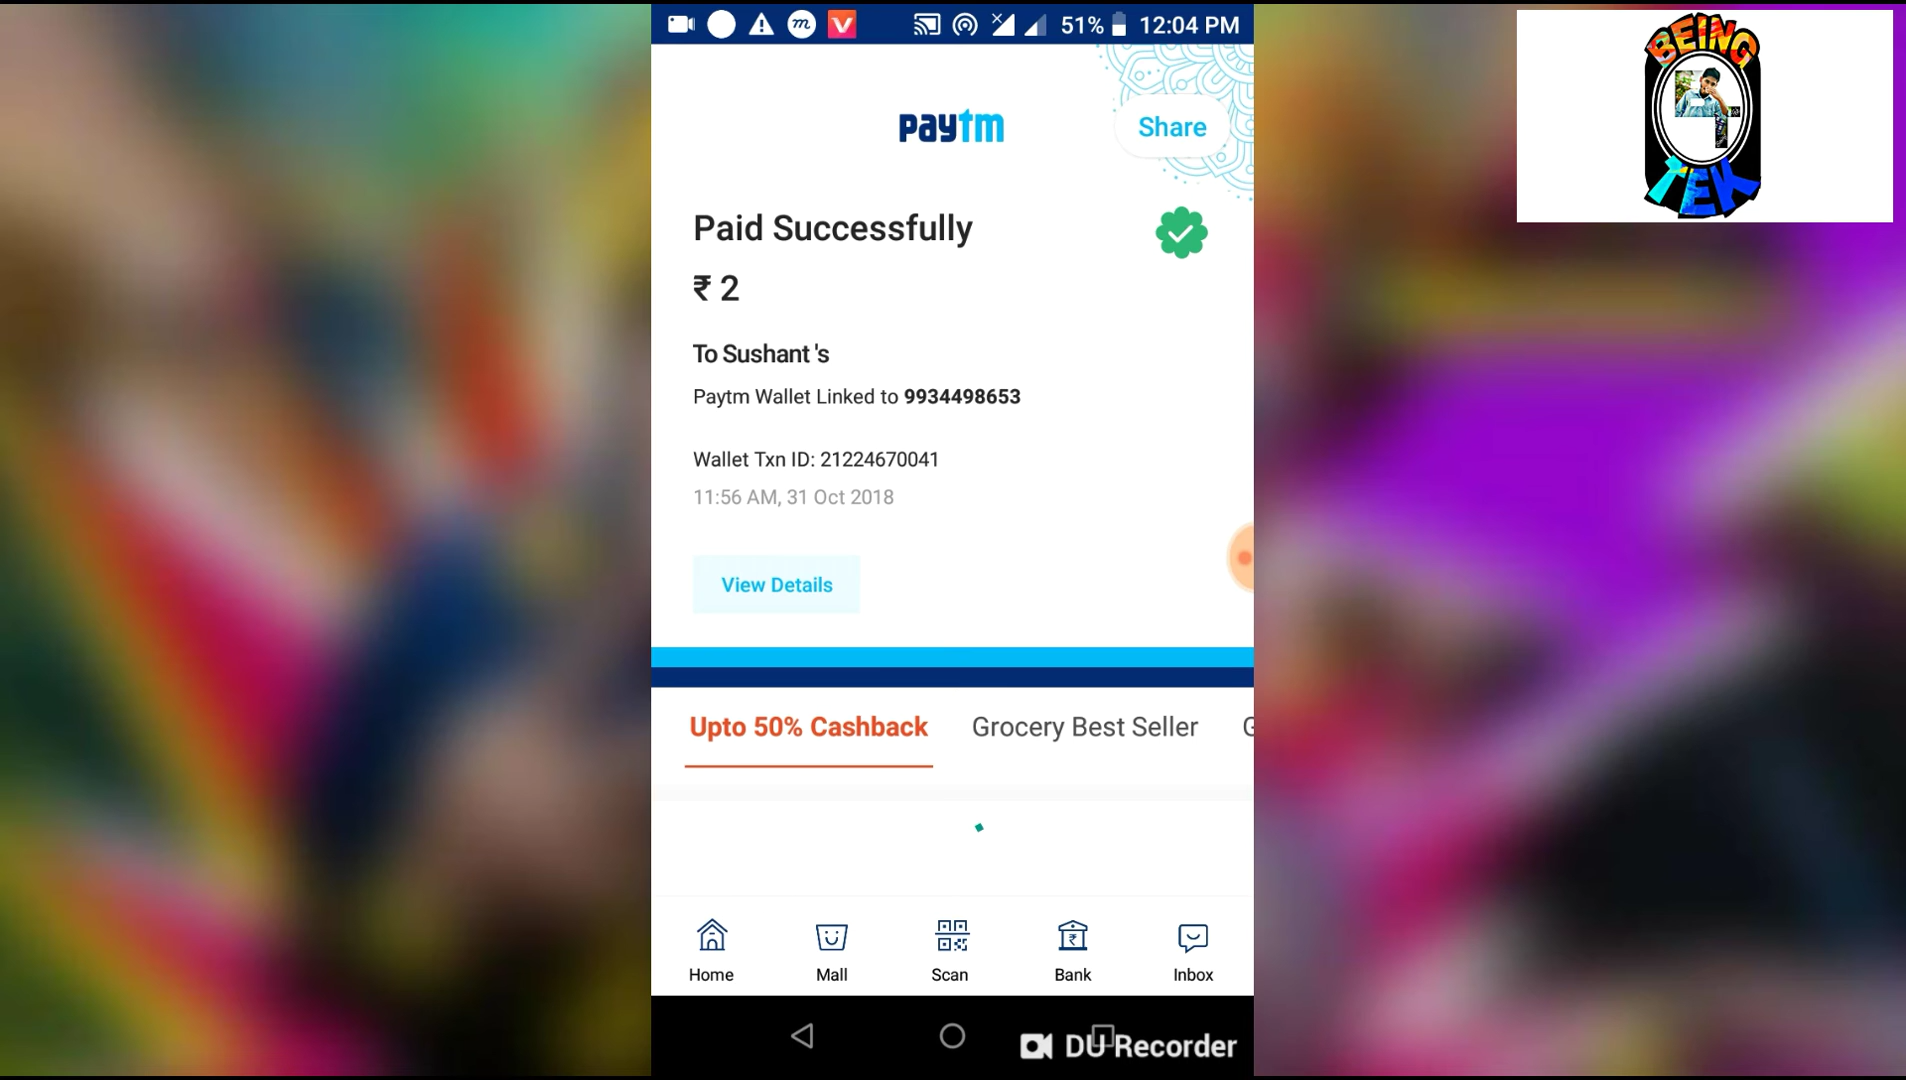 51% 12:04 PM
BEING
TEK
paytm
Share
Paid Successfully
₹ 2
To Sushant 's
Paytm Wallet Linked to 9934498653
Wallet Txn ID: 21224670041
11:56 AM, 31 Oct 2018
View Details
Upto 50% Cashback Grocery Best Seller G
Home Mall Scan Bank Inbox
DU Recorder